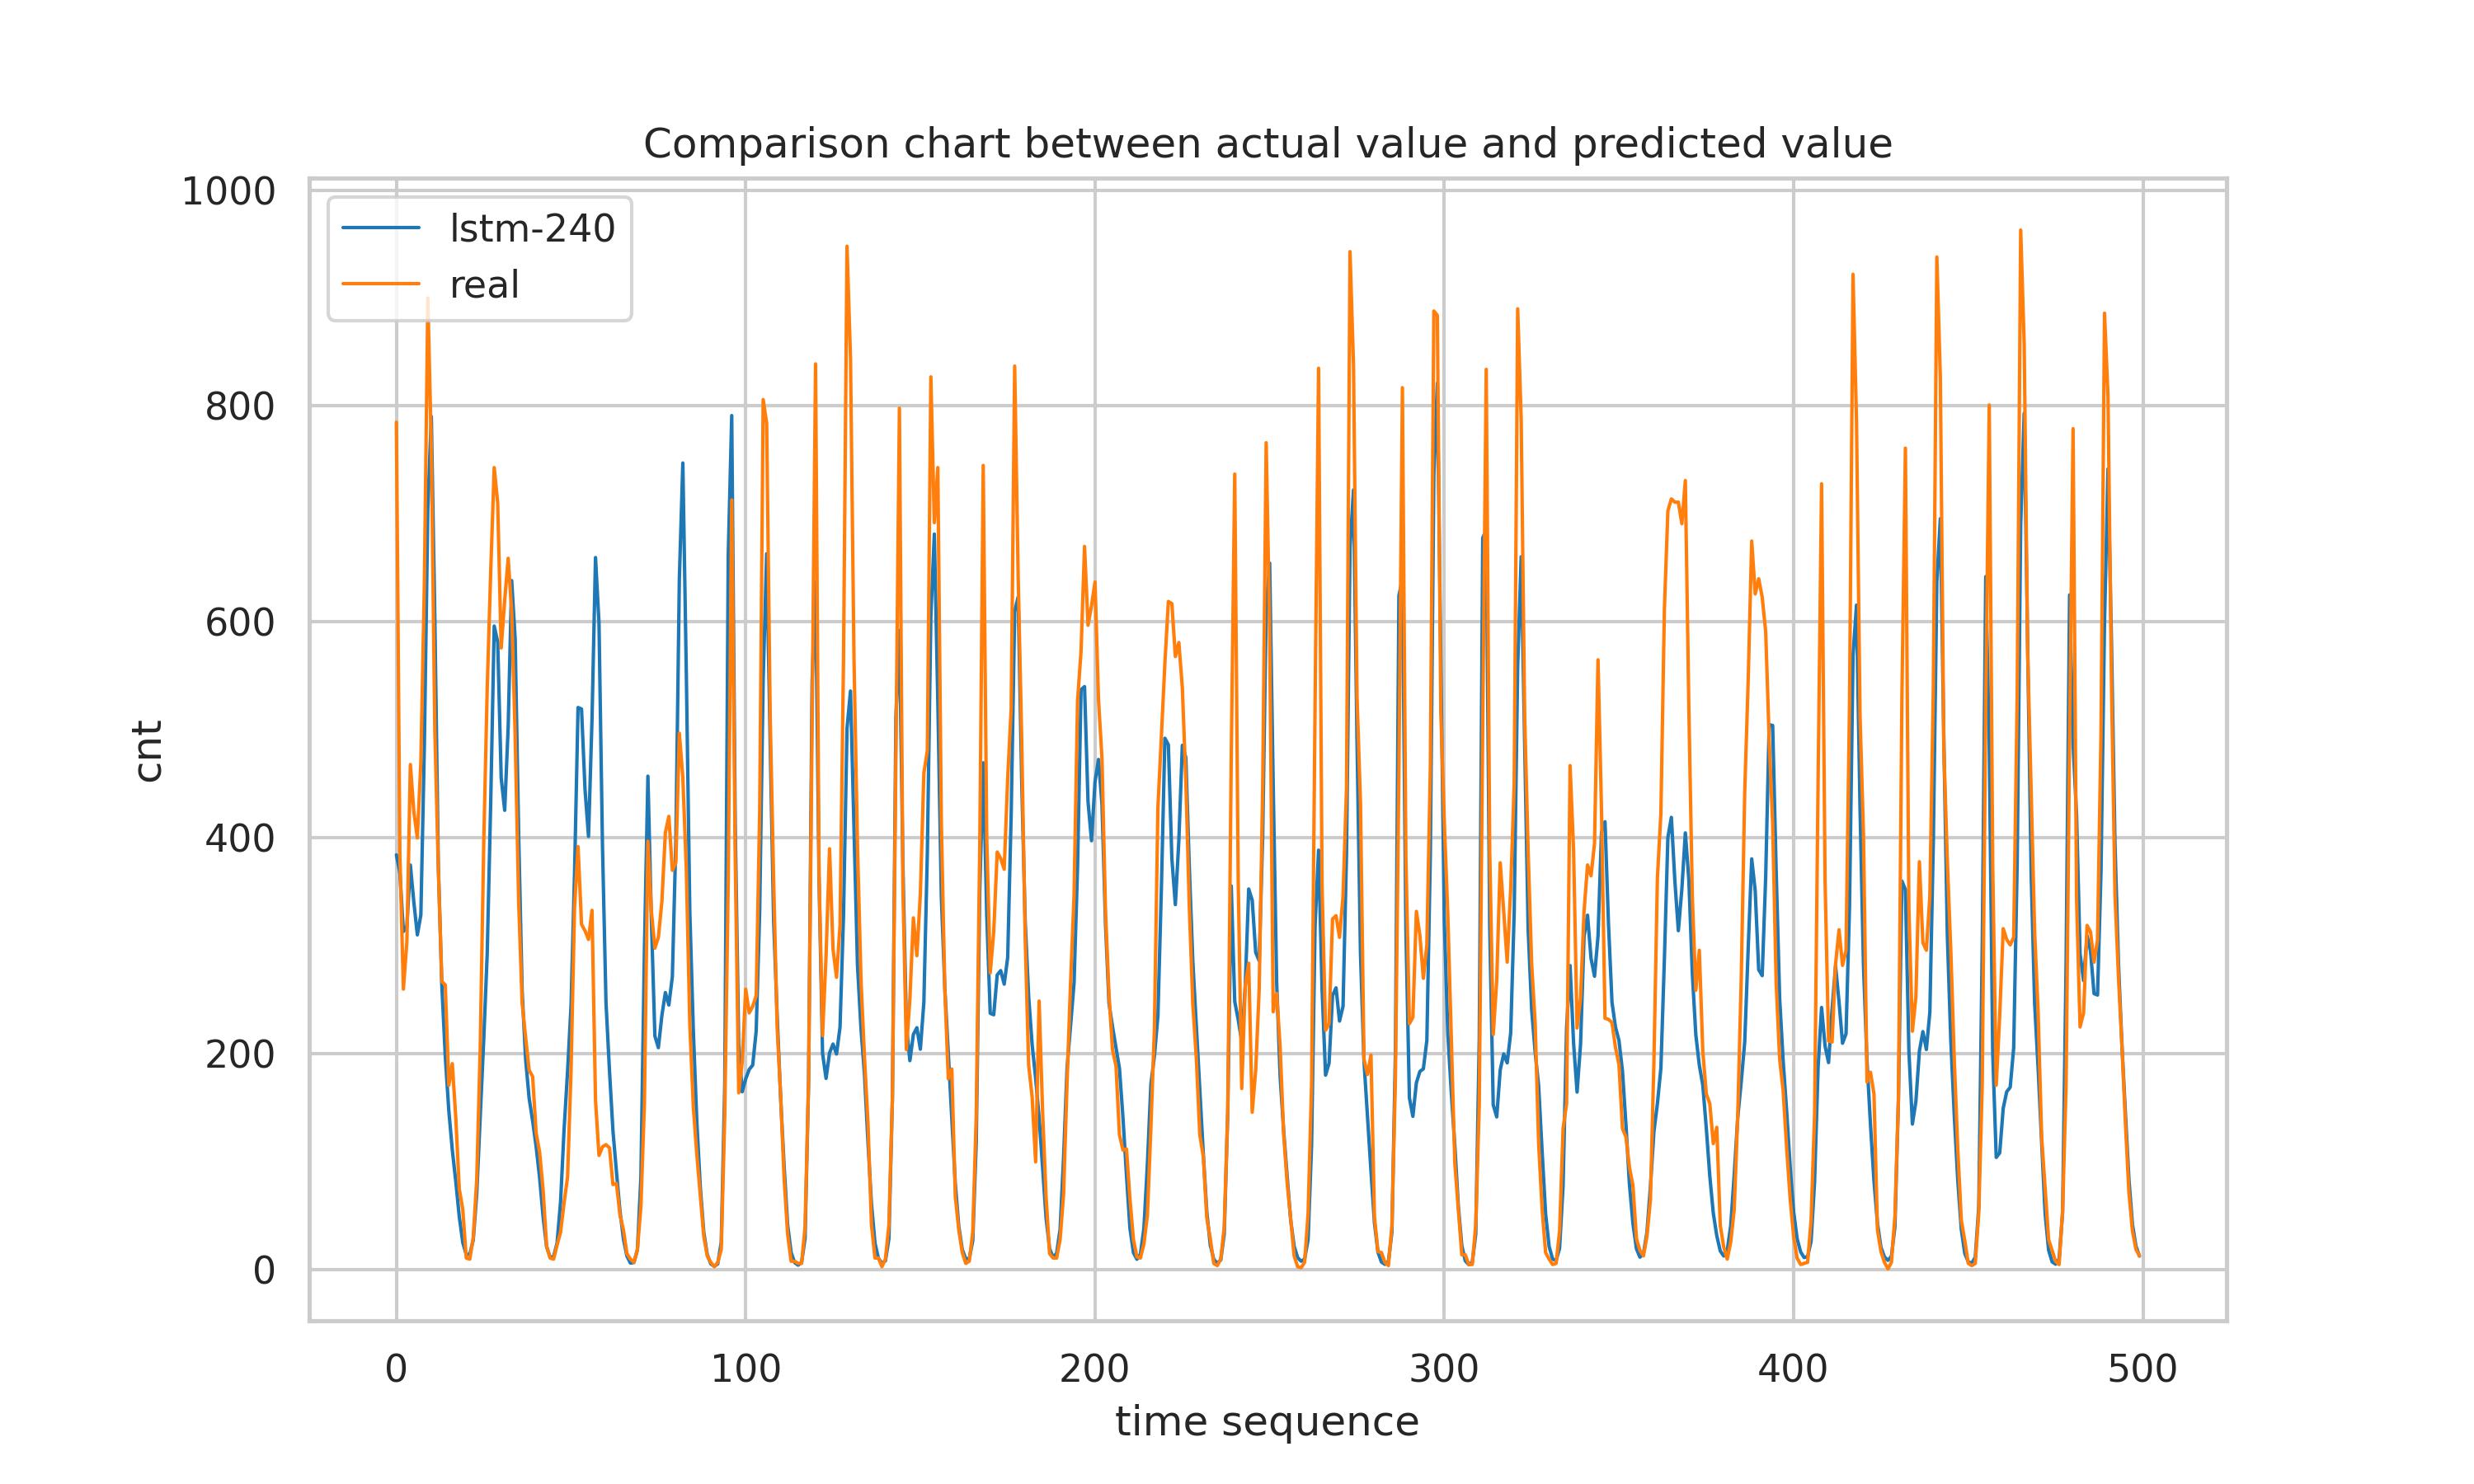 Comparison chart between actual value and predicted value
1000
800
600
400
200
0
cnt
lstm-240
real
0 100 200 300 400 500
time sequence